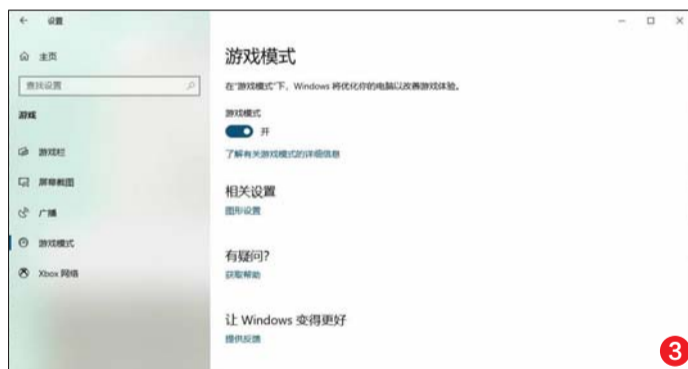 设置
主页
查找设置
游戏
游戏栏
屏幕截图
广播
游戏模式
Xbox 网络
游戏模式
在"游戏模式"下，Windows 将优化你的电脑以改善游戏体验。
游戏模式
开
了解有关游戏模式的详细信息
相关设置
图形设置
有疑问?
获取帮助
让 Windows 变得更好
提供反馈
3